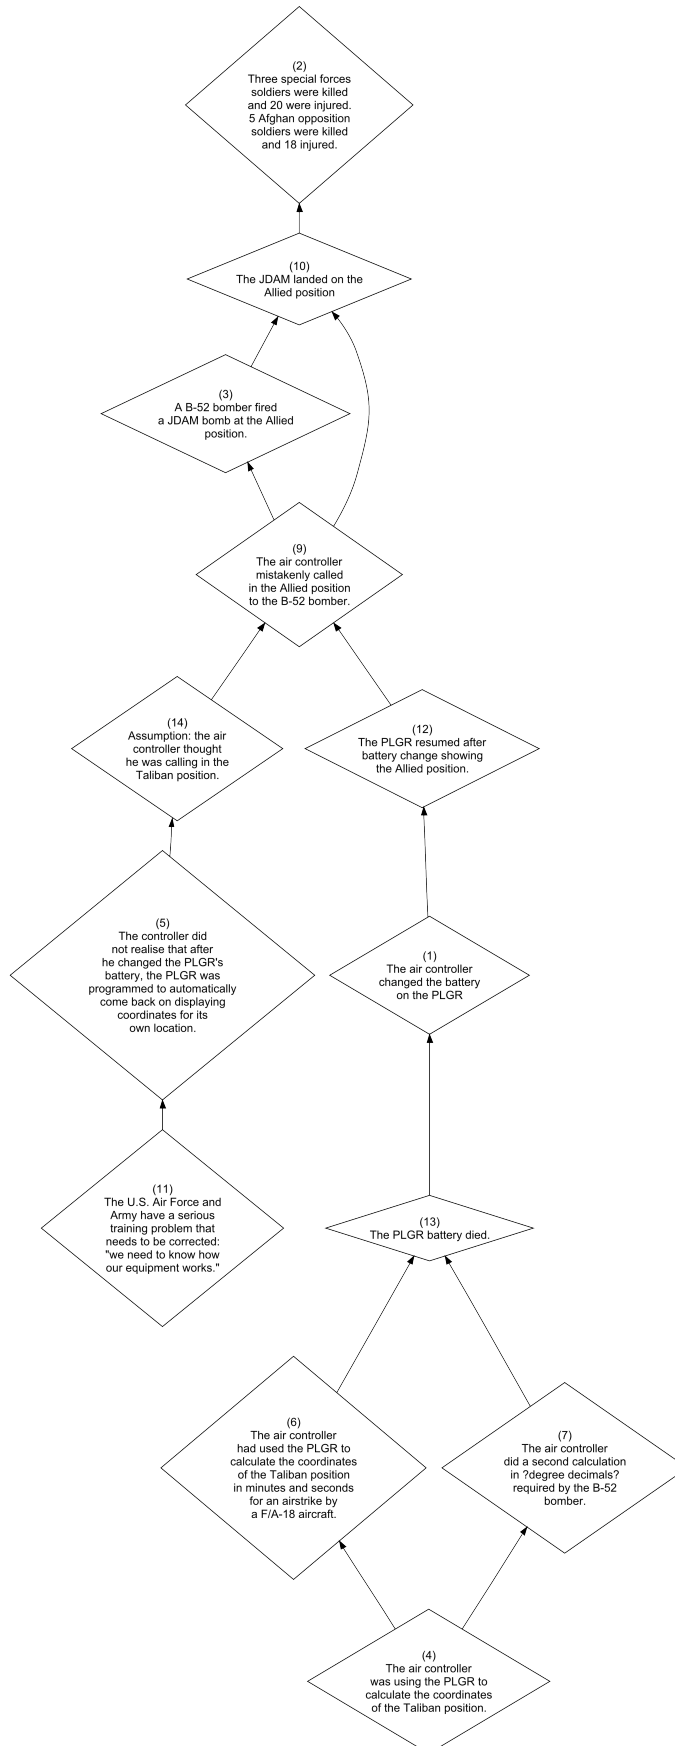 (2)
Three special forces
soldiers were killed
and 20 were injured.
5 Afghan opposition
soldiers were killed
and 18 injured.
(10)
The JDAM landed on the
Allied position
(3)
A B-52 bomber fired
a JDAM bomb at the Allied
position.
(9)
The air controller
mistakenly called
in the Allied position
to the B-52 bomber.
(14)
Assumption: the air
controller thought
he was calling in the
Taliban position.
(12)
The PLGR resumed after
battery change showing
the Allied position.
(5)
The controller did
not realise that after
he changed the PLGR's
battery, the PLGR was
programmed to automatically
come back on displaying
coordinates for its
own location.
(1)
The air controller
changed the battery
on the PLGR
(11)
The U.S. Air Force and
Army have a serious
training problem that
needs to be corrected:
"we need to know how
our equipment works."
(13)
The PLGR battery died.
(6)
The air controller
had used the PLGR to
calculate the coordinates
of the Taliban position
in minutes and seconds
for an airstrike by
a F/A-18 aircraft.
(7)
The air controller
did a second calculation
in ?degree decimals?
required by the B-52
bomber.
(4)
The air controller
was using the PLGR to
calculate the coordinates
of the Taliban position.